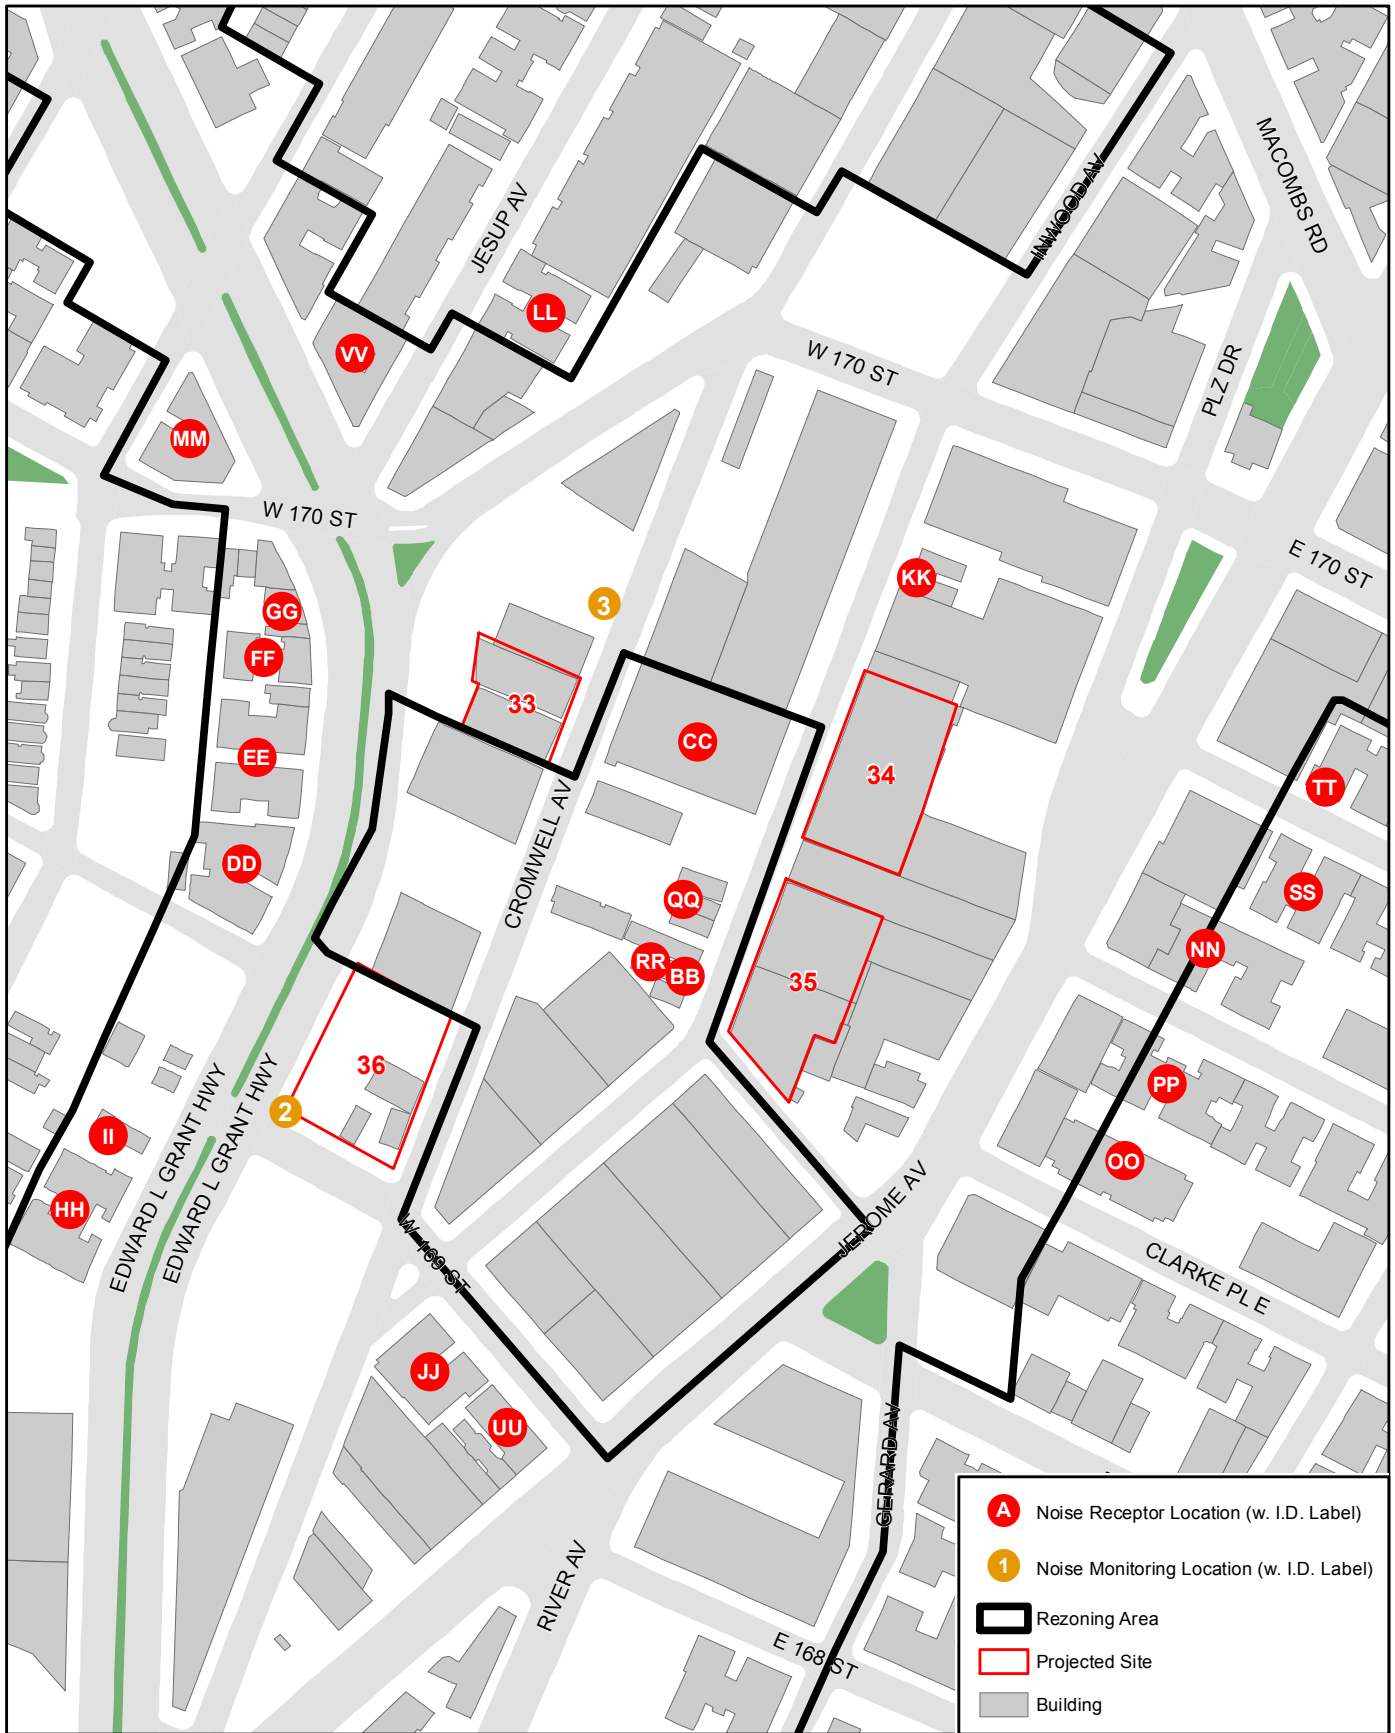 MACOMBS RD
INWOOD AV
JESUP AV
LL
VV
W 170 ST
PLZ DR
MM
W 170 ST
E 170 ST
KK
3
GG
FF
33
CC
EE
34
TT
CROMWELL AV
DD
SS
QQ
NN
RR
BB
35
36
PP
2
II
OO
EDWARD L GRANT HWY
EDWARD L GRANT HWY
HH
JEROME AV
W 169 ST
CLARKE PL E
JJ
UU
GERARD AV
RIVER AV
E 168 ST
A
Noise Receptor Location (w. I.D. Label)
1
Noise Monitoring Location (w. I.D. Label)
Rezoning Area
Projected Site
Building